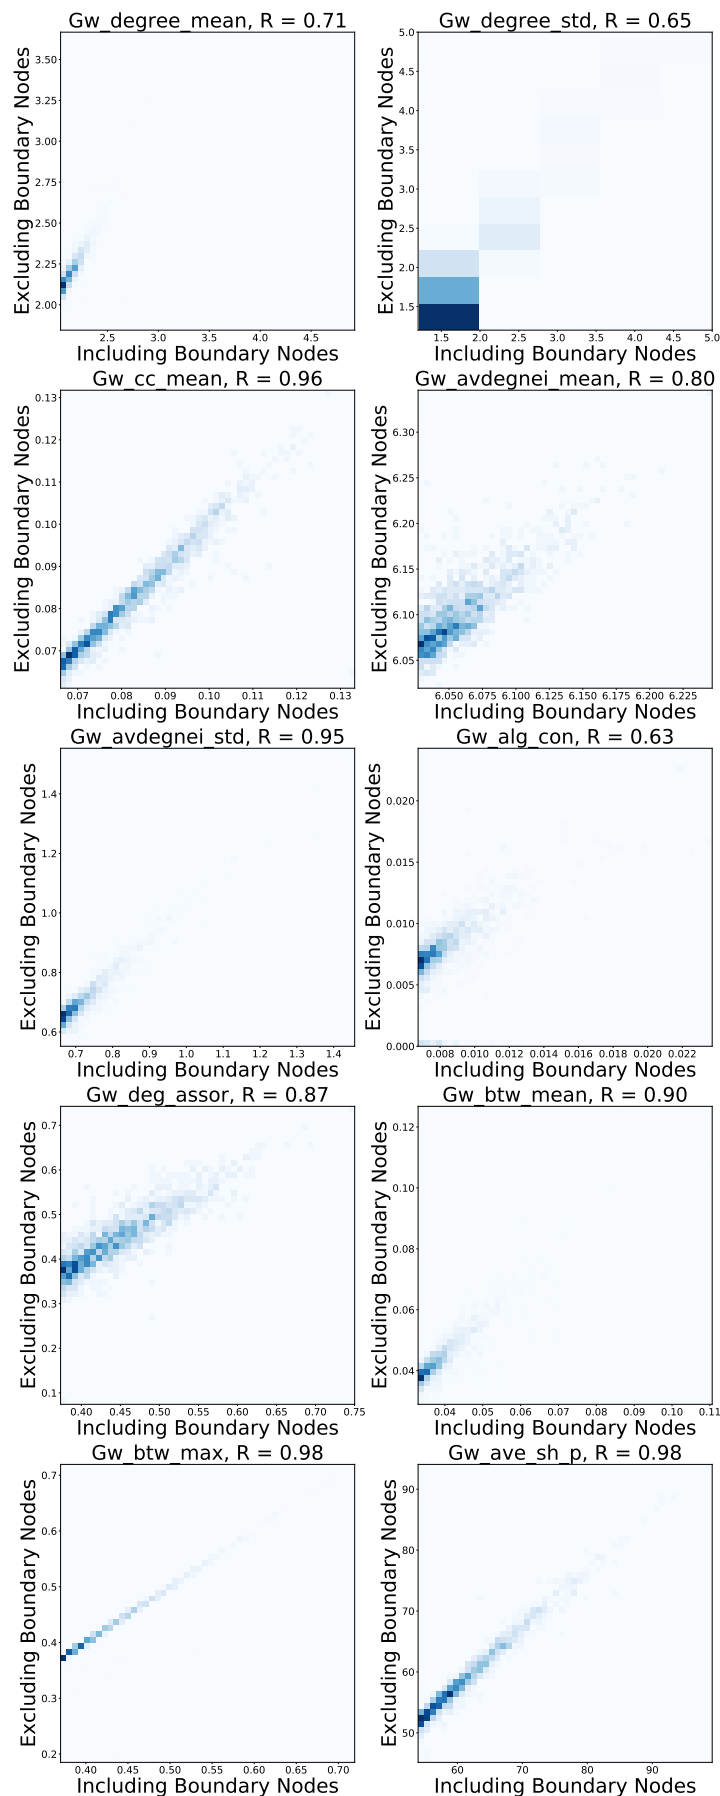 Gw_degree_mean, R = 0.71
Excluding Boundary Nodes
3.50
3.25
3.00
2.75
2.50
2.25
2.00
2.5 3.0 3.5 4.0 4.5
Including Boundary Nodes
Gw_degree_std, R = 0.65
Excluding Boundary Nodes
5.0
4.5
4.0
3.5
3.0
2.5
2.0
1.5
1.5 2.0 2.5 3.0 3.5 4.0 4.5 5.0
Including Boundary Nodes
Gw_cc_mean, R = 0.96
Excluding Boundary Nodes
0.13
0.12
0.11
0.10
0.09
0.08
0.07
0.07 0.08 0.09 0.10 0.11 0.12 0.13
Including Boundary Nodes
Gw_avdegnei_mean, R = 0.80
Excluding Boundary Nodes
6.30
6.25
6.20
6.15
6.10
6.05
6.050 6.075 6.100 6.125 6.150 6.175 6.200 6.225
Including Boundary Nodes
Gw_avdegnei_std, R = 0.95
Excluding Boundary Nodes
1.4
1.2
1.0
0.8
0.6
0.7 0.8 0.9 1.0 1.1 1.2 1.3 1.4
Including Boundary Nodes
Gw_alg_con, R = 0.63
Excluding Boundary Nodes
0.020
0.015
0.010
0.005
0.000
0.008 0.010 0.012 0.014 0.016 0.018 0.020 0.022
Including Boundary Nodes
Gw_deg_assor, R = 0.87
Excluding Boundary Nodes
0.7
0.6
0.5
0.4
0.3
0.2
0.1
0.40 0.45 0.50 0.55 0.60 0.65 0.70 0.75
Including Boundary Nodes
Gw_btw_mean, R = 0.90
Excluding Boundary Nodes
0.12
0.10
0.08
0.06
0.04
0.04 0.05 0.06 0.07 0.08 0.09 0.10 0.11
Including Boundary Nodes
Gw_btw_max, R = 0.98
Excluding Boundary Nodes
0.7
0.6
0.5
0.4
0.3
0.2
0.40 0.45 0.50 0.55 0.60 0.65 0.70
Including Boundary Nodes
Gw_ave_sh_p, R = 0.98
Excluding Boundary Nodes
90
80
70
60
50
60 70 80 90
Including Boundary Nodes